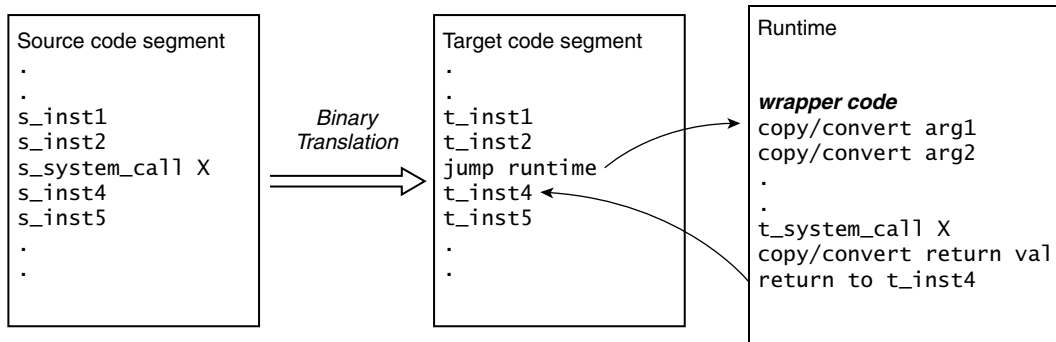 Source code segment
.
.
s_inst1
s_inst2
s_system_call X
s_inst4
s_inst5
.
.
Binary
Translation
Target code segment
.
.
t_inst1
t_inst2
jump runtime
t_inst4
t_inst5
.
.
Runtime
wrapper code
copy/convert arg1
copy/convert arg2
.
.
t_system_call X
copy/convert return val
return to t_inst4